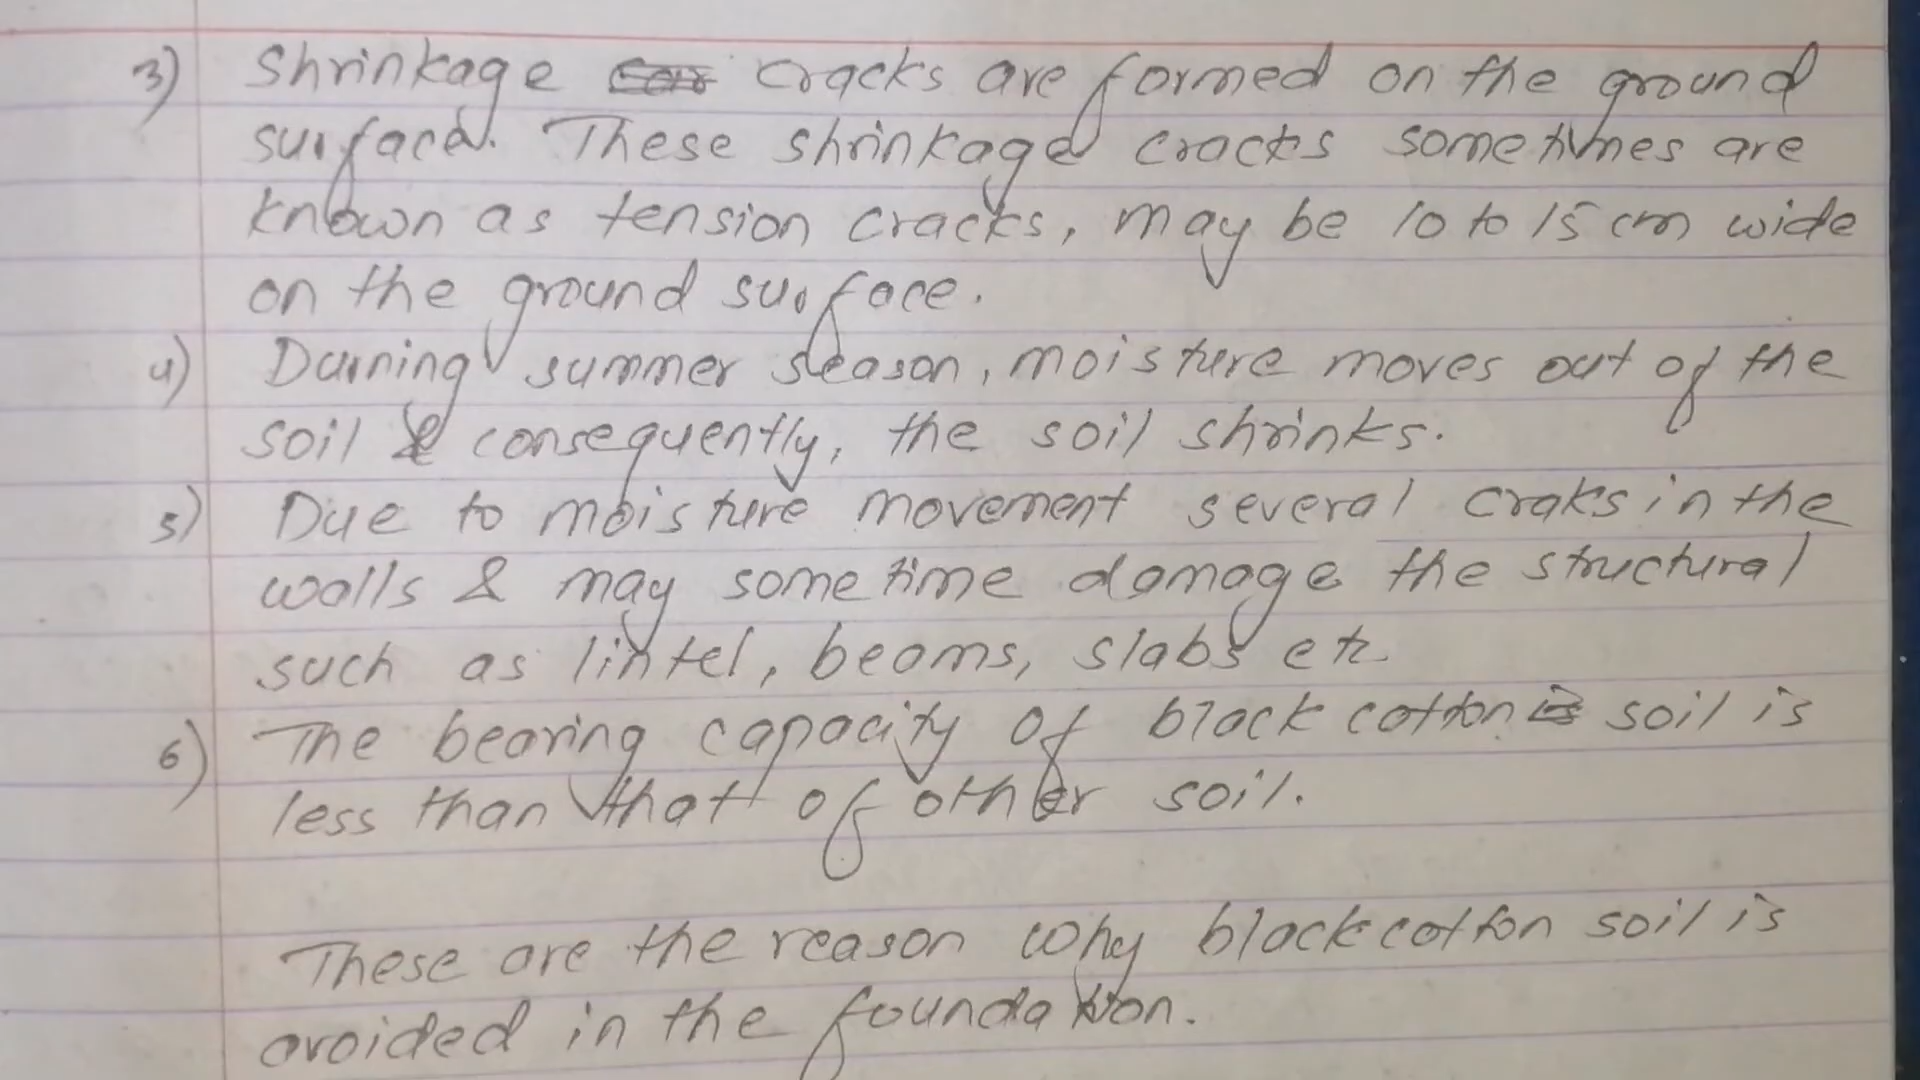 3) Shrinkage cracks are formed on the ground
surface. These shrinkage cracks sometimes are
known as tension cracks, may be 10 to 15 cm wide
on the ground surface.
4) During summer season, moisture moves out of the
soil & consequently, the soil shrinks.
5) Due to moisture movement several craks in the
walls & may sometime damage the structural
such as lintel, beams, slabs etc
6) The bearing capacity of black cotton soil is
less than that of other soil.
These are the reason why black cotton soil is
avoided in the foundation.